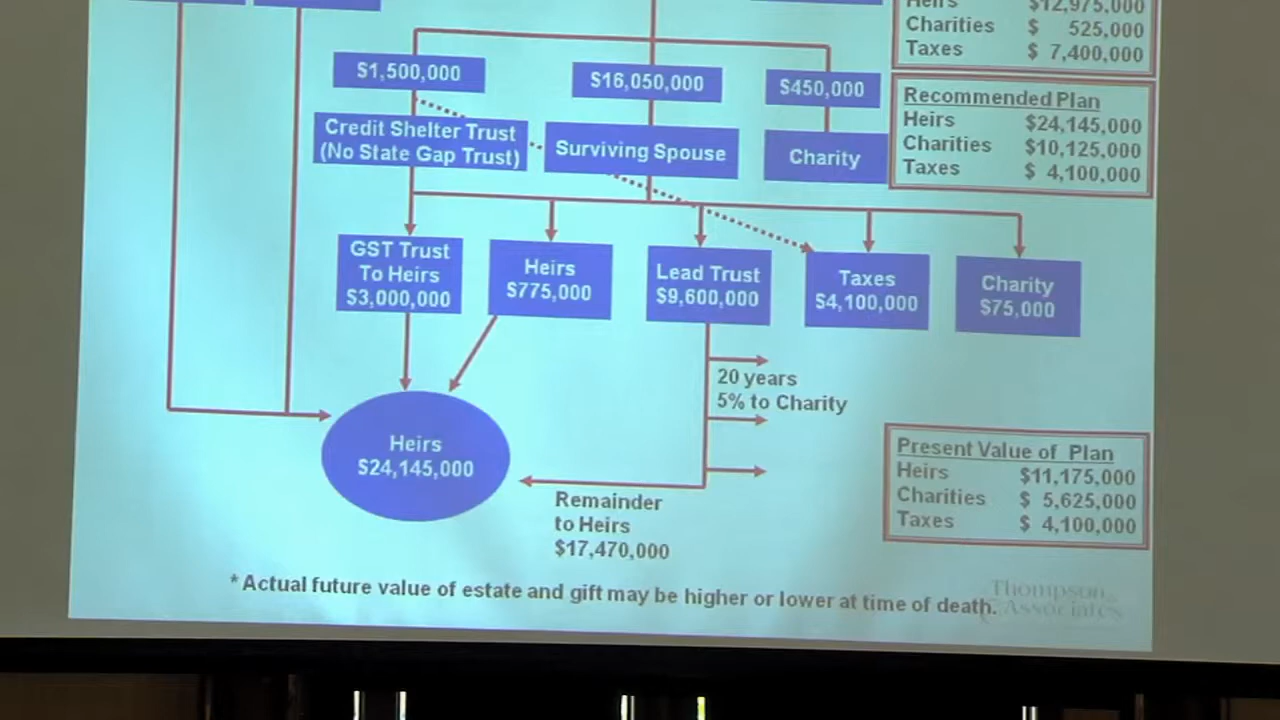 Heirs $12,975,000
Charities $ 525,000
Taxes $ 7,400,000
$1,500,000
$16,050,000
$450,000
Recommended Plan
Heirs $24,145,000
Charities $10,125,000
Taxes $ 4,100,000
Credit Shelter Trust
(No State Gap Trust)
Surviving Spouse
Charity
GST Trust
To Heirs
$3,000,000
Heirs
$775,000
Lead Trust
$9,600,000
Taxes
$4,100,000
Charity
$75,000
20 years
5% to Charity
Heirs
$24,145,000
Remainder
to Heirs
$17,470,000
Present Value of Plan
Heirs $11,175,000
Charities $ 5,625,000
Taxes $ 4,100,000
*Actual future value of estate and gift may be higher or lower at time of death.
Thompson
& Associates